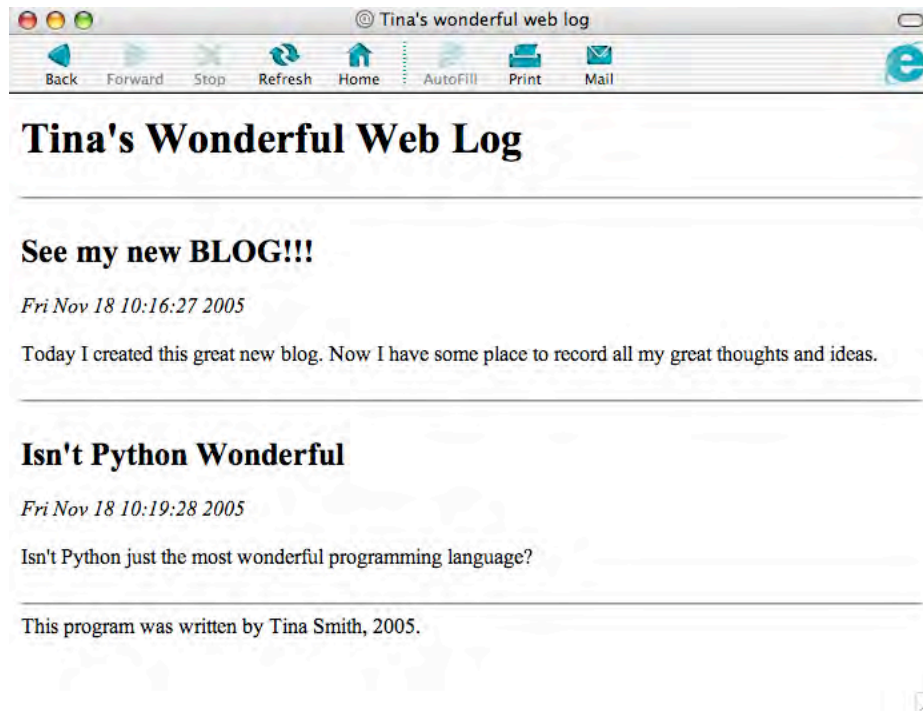 @ Tina's wonderful web log
Back Forward Stop Refresh Home AutoFill Print Mail
Tina's Wonderful Web Log
See my new BLOG!!!
Fri Nov 18 10:16:27 2005
Today I created this great new blog. Now I have some place to record all my great thoughts and ideas.
Isn't Python Wonderful
Fri Nov 18 10:19:28 2005
Isn't Python just the most wonderful programming language?
This program was written by Tina Smith, 2005.